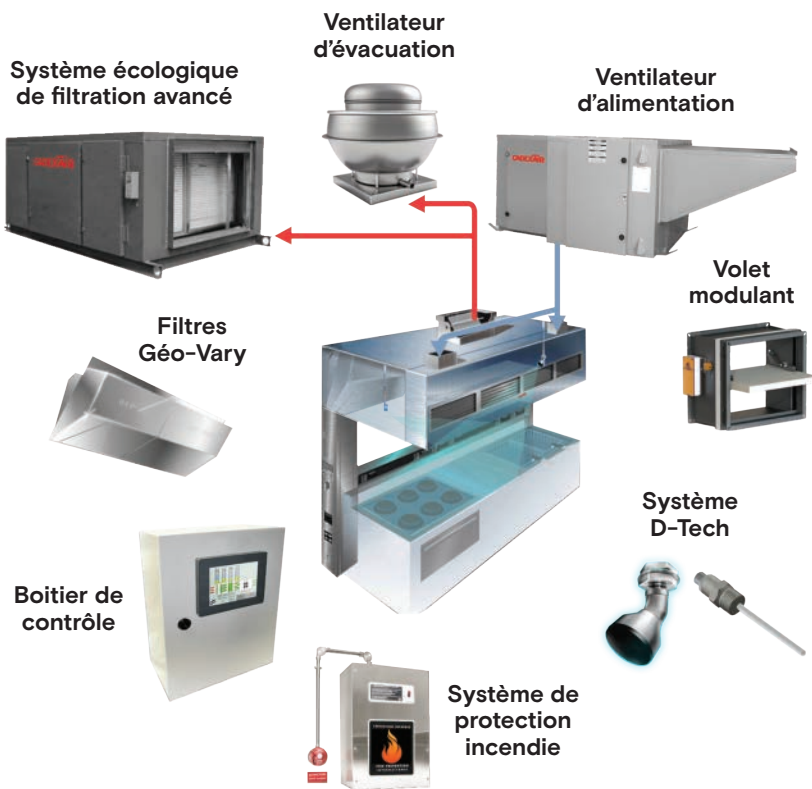 Ventilateur
d'évacuation
Système écologique
de filtration avancé
Ventilateur
d'alimentation
Volet
modulant
Filtres
Géo-Vary
Système
D-Tech
Boitier de
contrôle
Système de
protection
incendie